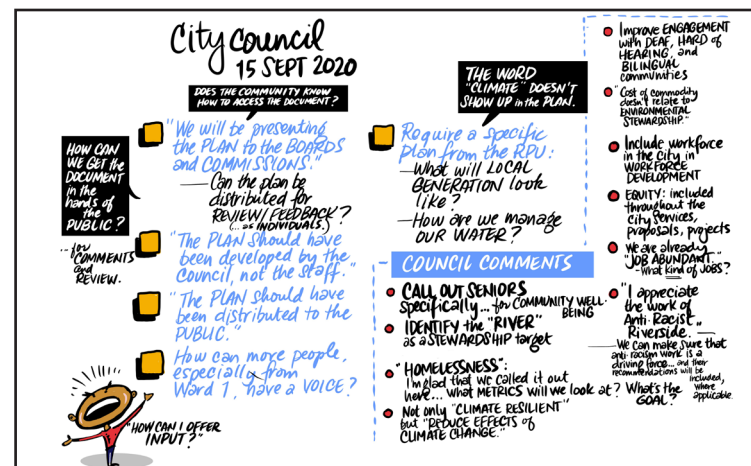 City Council
15 SEPT 2020
DOES THE COMMUNITY KNOW
HOW TO ACCESS THE DOCUMENT?
HOW CAN
WE GET the
DOCUMENT
in the
hands of
the
PUBLIC?
...for
"COMMENTS
and
REVIEW.
"We will be presenting
the PLAN to the BOARDS
and COMMISSIONS."
—Can the plan be
distributed for
REVIEW/FEEDBACK?
(...as INDIVIDUALS.)
"The PLAN Should have
been developed by the
Council, not the Staff."
"The PLAN Should have
been distributed to the
PUBLIC."
How can more people,
especially from
Ward 1, have a VOICE?
"HOW CAN I OFFER
INPUT?"
THE WORD
"CLIMATE" DOESN'T
SHOW UP in the PLAN.
Require a specific
Plan from the RPU:
—What will LOCAL
GENERATION look
like?
—How are we manage
OUR WATER?
COUNCIL COMMENTS
CALL OUT SENIORS
Specifically... for COMMUNITY WELL-
BEING
IDENTIFY the "RIVER"
as a STEWARDSHIP target
"HOMELESSNESS":
I'm glad that we called it out
here... What METRICS will we look at?
Not only "CLIMATE RESILIENT"
but "REDUCE EFFECTS of
CLIMATE CHANGE."
Improve ENGAGEMENT
with DEAF, HARD of
HEARING, and
BILINGUAL
communities
"Cost of commodity
doesn't relate to
ENVIRONMENTAL
STEWARDSHIP."
Include workforce
in the City in
WORKFORCE
DEVELOPMENT
EQUITY: included
throughout the
City Services,
proposals, projects
We are already
"JOB ABUNDANT."
—what kind of JOBS?
"I appreciate
the work of
Anti-Racist
Riverside."—
—We can make sure that
anti-racism work is a
driving force... and their
recommendations will be
included,
where
applicable.
What's the
GOAL?